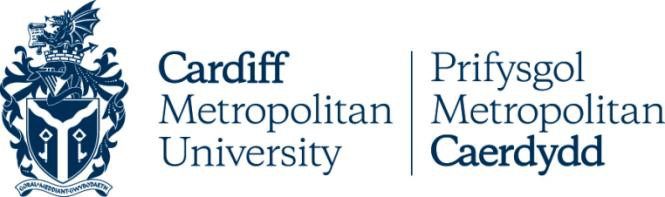 Cardiff
Metropolitan
University
Prifysgol
Metropolitan
Caerdydd